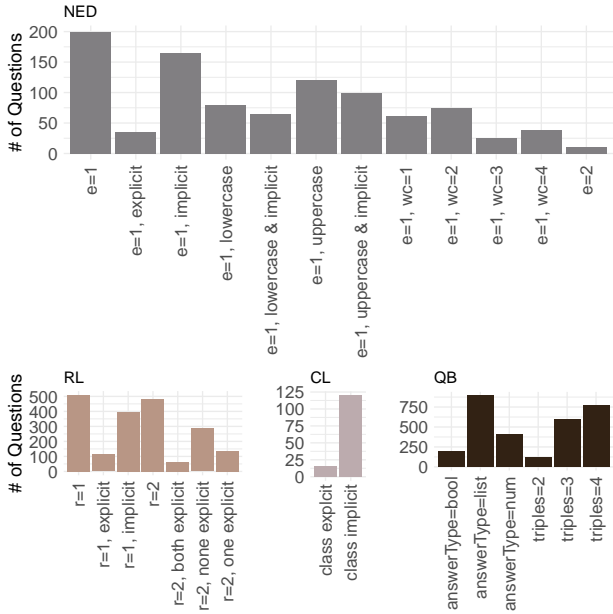 NED
# of Questions
200
150
100
50
0
e=1
e=1, explicit
e=1, implicit
e=1, lowercase
e=1, lowercase & implicit
e=1, uppercase
e=1, uppercase & implicit
e=1, wc=1
e=1, wc=2
e=1, wc=3
e=1, wc=4
e=2
RL
# of Questions
500
400
300
200
100
0
r=1
r=1, explicit
r=1, implicit
r=2
r=2, both explicit
r=2, none explicit
r=2, one explicit
CL
125
100
75
50
25
0
class explcit
class implicit
QB
750
500
250
0
answerType=bool
answerType=list
answerType=num
triples=2
triples=3
triples=4